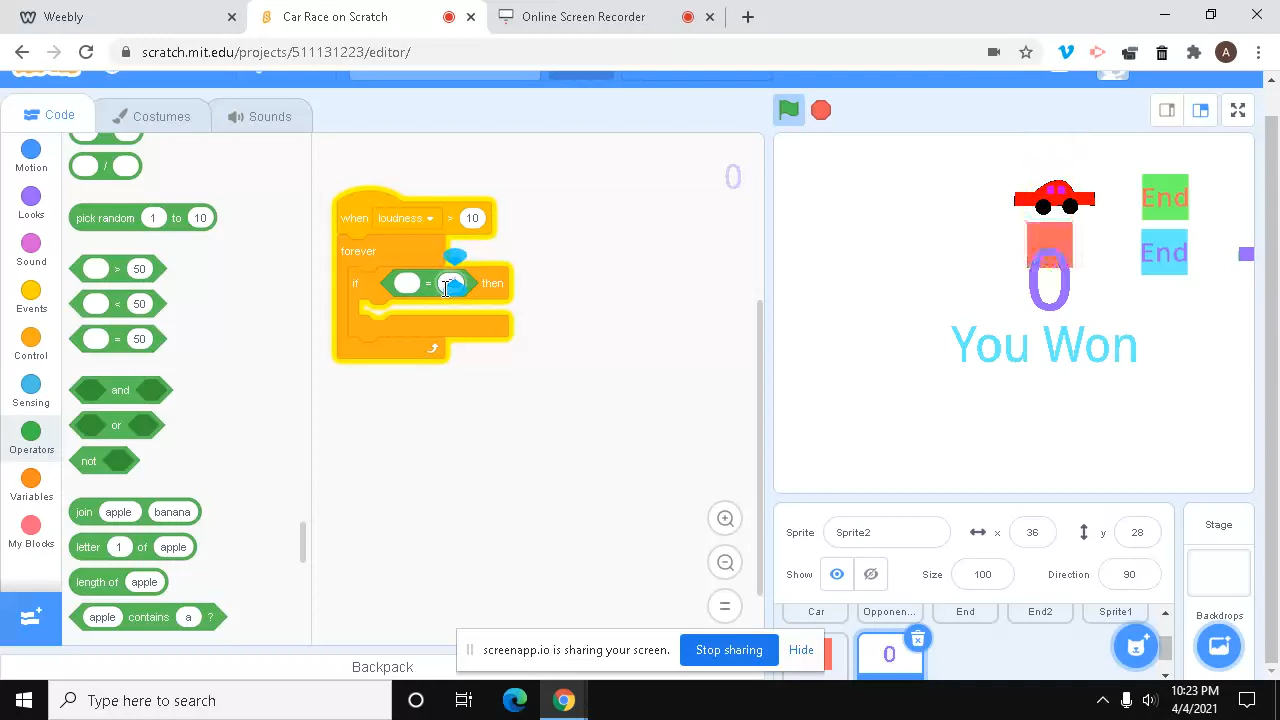 Weebly
Car Race on Scratch
Online Screen Recorder
scratch.mit.edu/projects/511131223/editor/
A
Code
Costumes
Sounds
Motion
Looks
Sound
Events
Control
Sensing
Operators
Variables
My Blocks
/
pick random 1 to 10
> 50
< 50
= 50
and
or
not
join apple banana
letter 1 of apple
length of apple
apple contains a ?
0
when loudness > 10
forever
if = then
End
End
0
You Won
Sprite Sprite2 x 36 y 28
Show Size 100 Direction 90
Car Opponen... End End2 Sprite1
0
Stage
Backdrops
Backpack
screenapp.io is sharing your screen. Stop sharing Hide
Type here to search
10:23 PM
4/4/2021